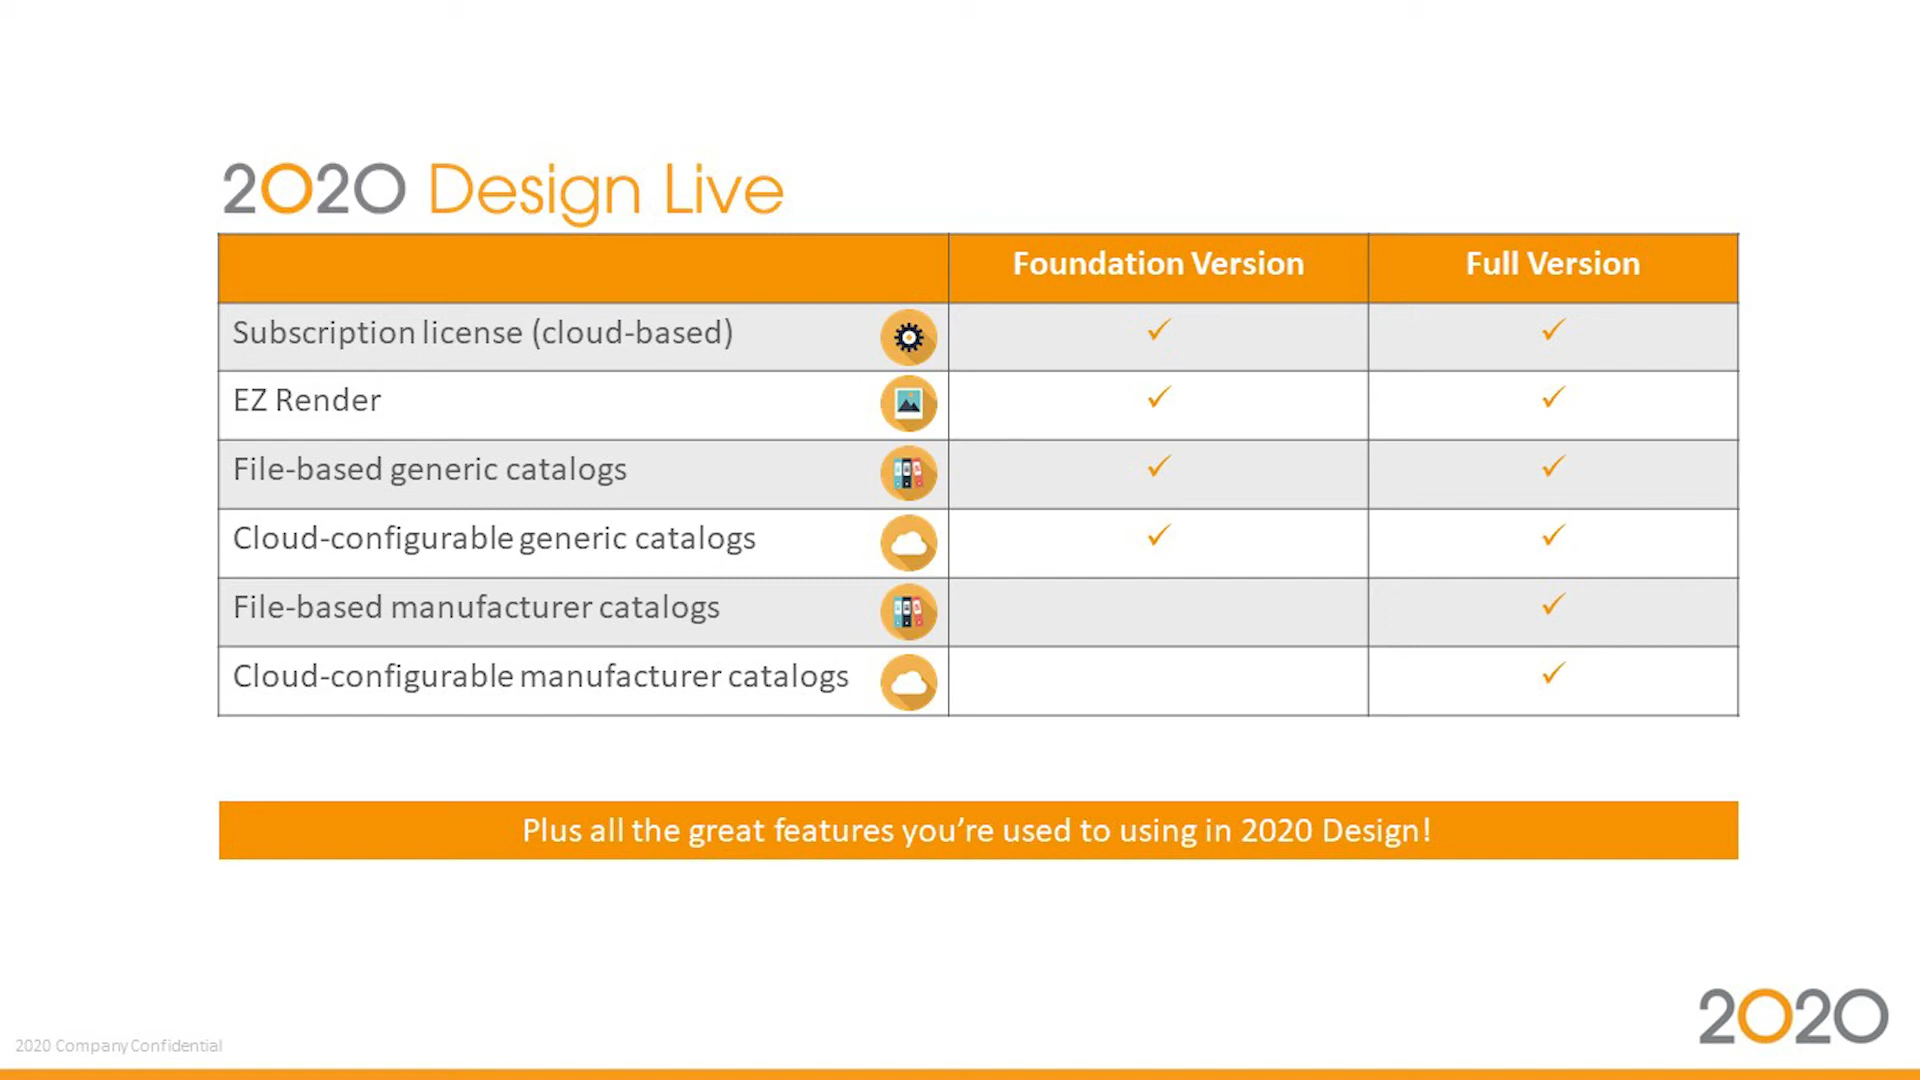 2020 Design Live
Foundation Version Full Version
Subscription license (cloud-based) ✓ ✓
EZ Render ✓ ✓
File-based generic catalogs ✓ ✓
Cloud-configurable generic catalogs ✓ ✓
File-based manufacturer catalogs ✓
Cloud-configurable manufacturer catalogs ✓
Plus all the great features you’re used to using in 2020 Design!
2020
2020 Company Confidential